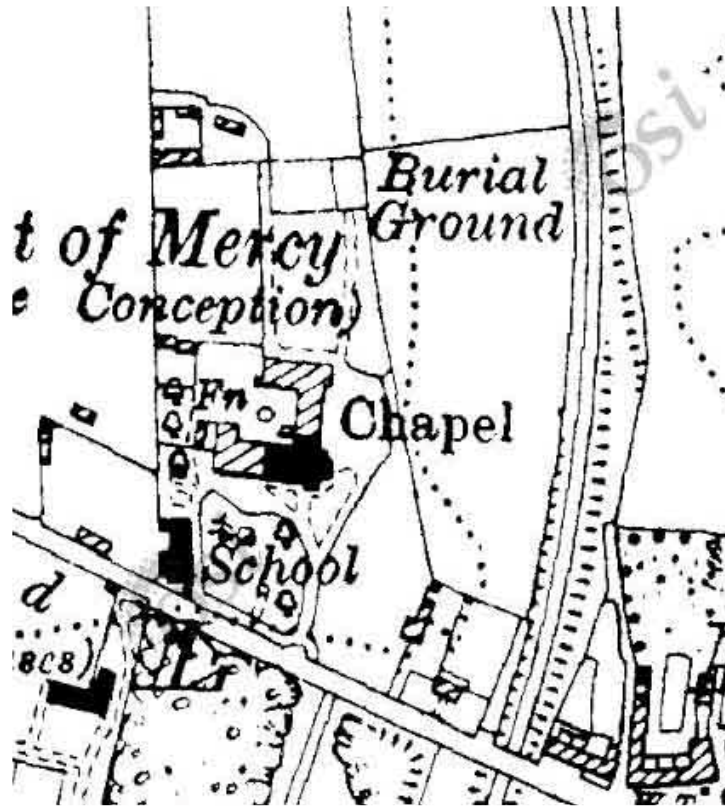 Burial
Ground
t of Mercy
e Conception)
Fn
Chapel
School
d